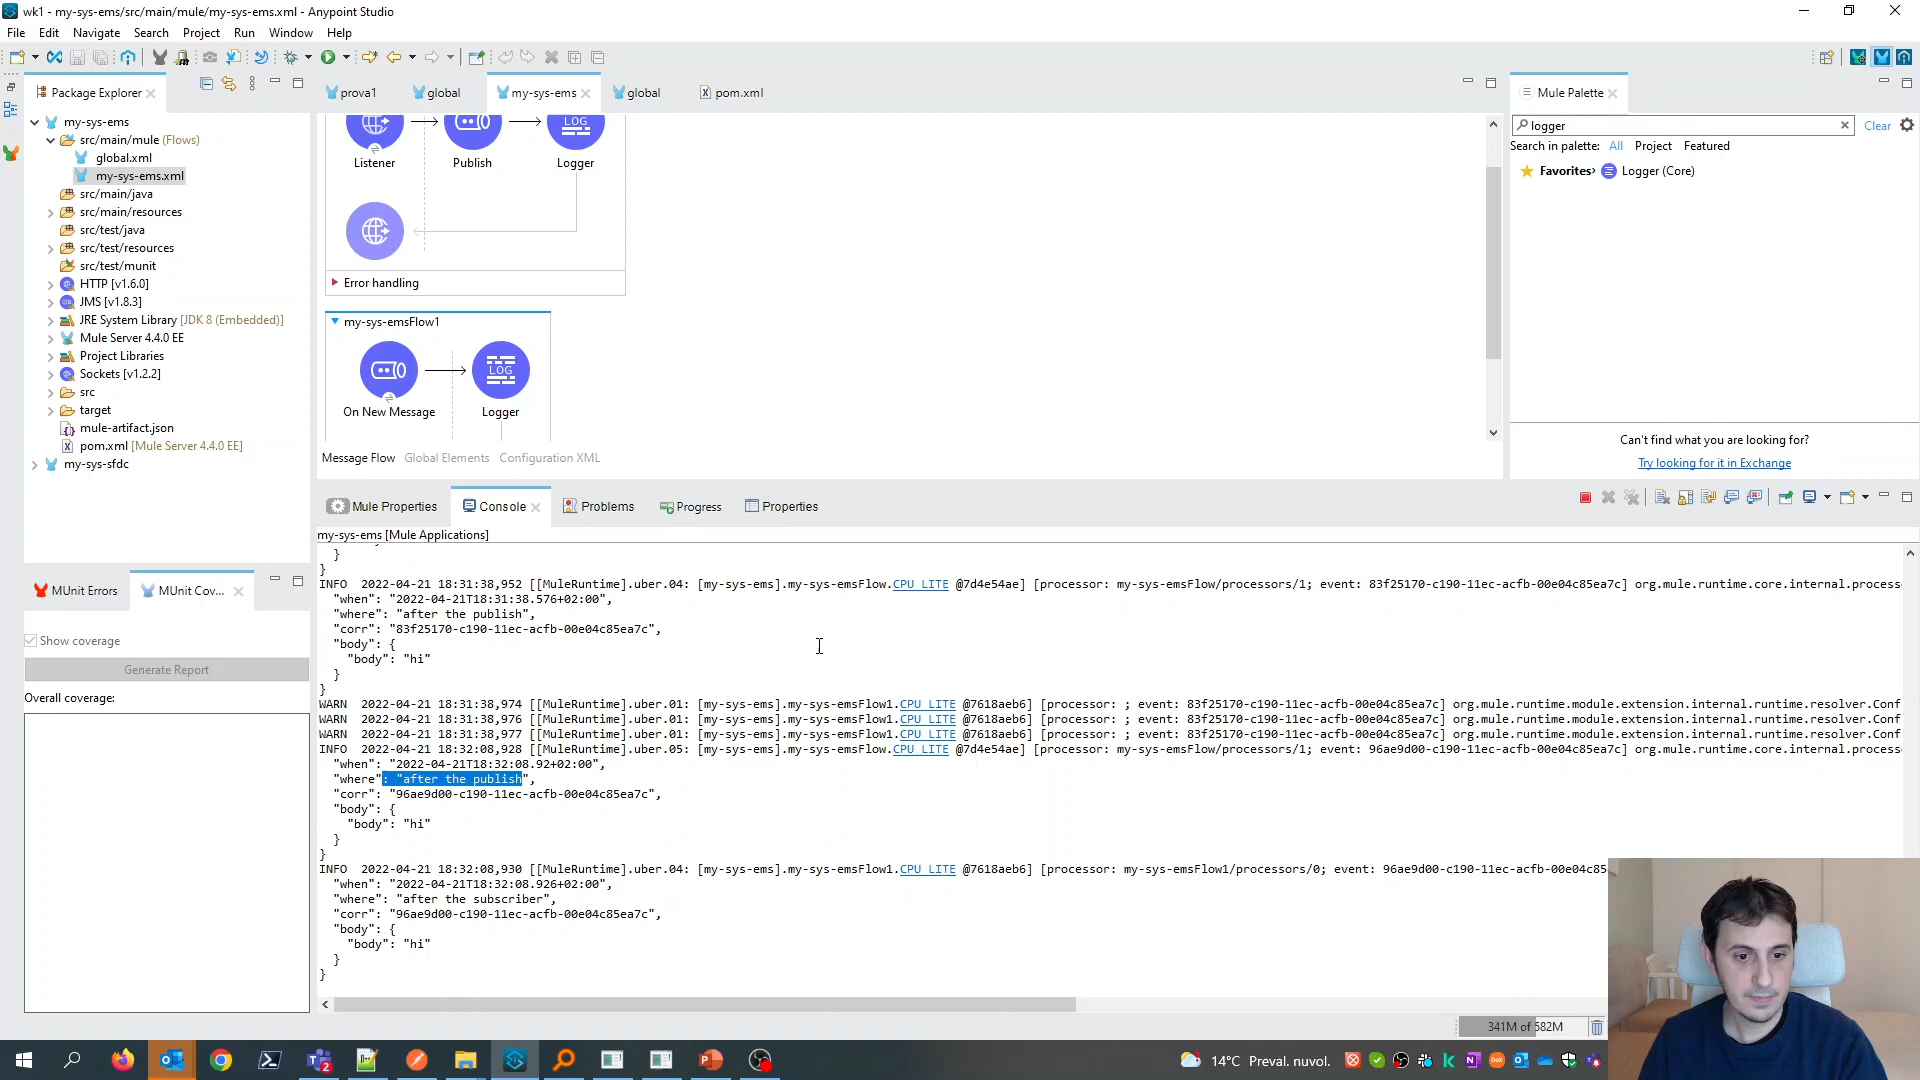 wk1 - my-sys-ems/src/main/mule/my-sys-ems.xml - Anypoint Studio
File Edit Navigate Search Project Run Window Help
Package Explorer
my-sys-ems
src/main/mule (Flows)
global.xml
my-sys-ems.xml
src/main/java
src/main/resources
src/test/java
src/test/resources
src/test/munit
HTTP [v1.6.0]
JMS [v1.8.3]
JRE System Library [JDK 8 (Embedded)]
Mule Server 4.4.0 EE
Project Libraries
Sockets [v1.2.2]
src
target
mule-artifact.json
pom.xml [Mule Server 4.4.0 EE]
my-sys-sfdc
MUnit Errors
MUnit Cov...
Show coverage
Generate Report
Overall coverage:
prova1
global
my-sys-ems
global
pom.xml
LOG
Listener
Publish
Logger
Error handling
my-sys-emsFlow1
LOG
On New Message
Logger
Message Flow
Global Elements
Configuration XML
Mule Palette
logger
Clear
Search in palette: All Project Featured
Favorites> Logger (Core)
Can't find what you are looking for?
Try looking for it in Exchange
Mule Properties
Console
Problems
Progress
Properties
my-sys-ems [Mule Applications]
}
}
INFO 2022-04-21 18:31:38,952 [[MuleRuntime].uber.04: [my-sys-ems].my-sys-emsFlow.CPU_LITE @7d4e54ae] [processor: my-sys-emsFlow/processors/1; event: 83f25170-c190-11ec-acfb-00e04c85ea7c] org.mule.runtime.core.internal.process
"when": "2022-04-21T18:31:38.576+02:00",
"where": "after the publish",
"corr": "83f25170-c190-11ec-acfb-00e04c85ea7c",
"body": {
"body": "hi"
}
}
WARN 2022-04-21 18:31:38,974 [[MuleRuntime].uber.01: [my-sys-ems].my-sys-emsFlow1.CPU_LITE @7618aeb6] [processor: ; event: 83f25170-c190-11ec-acfb-00e04c85ea7c] org.mule.runtime.module.extension.internal.runtime.resolver.Conf
WARN 2022-04-21 18:31:38,976 [[MuleRuntime].uber.01: [my-sys-ems].my-sys-emsFlow1.CPU_LITE @7618aeb6] [processor: ; event: 83f25170-c190-11ec-acfb-00e04c85ea7c] org.mule.runtime.module.extension.internal.runtime.resolver.Conf
WARN 2022-04-21 18:31:38,977 [[MuleRuntime].uber.01: [my-sys-ems].my-sys-emsFlow1.CPU_LITE @7618aeb6] [processor: ; event: 83f25170-c190-11ec-acfb-00e04c85ea7c] org.mule.runtime.module.extension.internal.runtime.resolver.Conf
INFO 2022-04-21 18:32:08,928 [[MuleRuntime].uber.05: [my-sys-ems].my-sys-emsFlow.CPU_LITE @7d4e54ae] [processor: my-sys-emsFlow/processors/1; event: 96ae9d00-c190-11ec-acfb-00e04c85ea7c] org.mule.runtime.core.internal.process
"when": "2022-04-21T18:32:08.92+02:00",
"where": "after the publish",
"corr": "96ae9d00-c190-11ec-acfb-00e04c85ea7c",
"body": {
"body": "hi"
}
}
INFO 2022-04-21 18:32:08,930 [[MuleRuntime].uber.04: [my-sys-ems].my-sys-emsFlow1.CPU_LITE @7618aeb6] [processor: my-sys-emsFlow1/processors/0; event: 96ae9d00-c190-11ec-acfb-00e04c85
"when": "2022-04-21T18:32:08.926+02:00",
"where": "after the subscriber",
"corr": "96ae9d00-c190-11ec-acfb-00e04c85ea7c",
"body": {
"body": "hi"
}
}
341M of 582M
14°C Preval. nuvol.